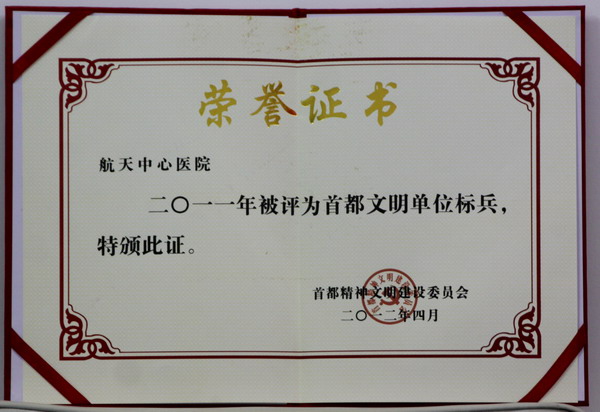 荣誉证书
航天中心医院
二〇一一年被评为首都文明单位标兵，
特颁此证。
首都精神文明建设委员会
二〇一二年四月